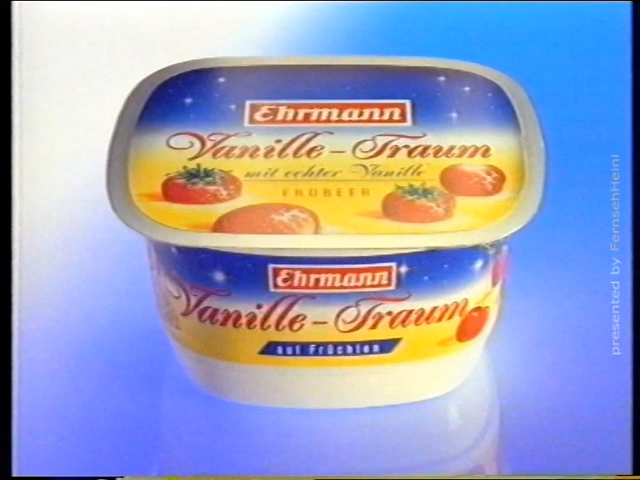 Ehrmann
Vanille-Traum
mit echter Vanille
ERDBEER
Ehrmann
Vanille-Traum
auf Früchten
presented by FernsehHeini